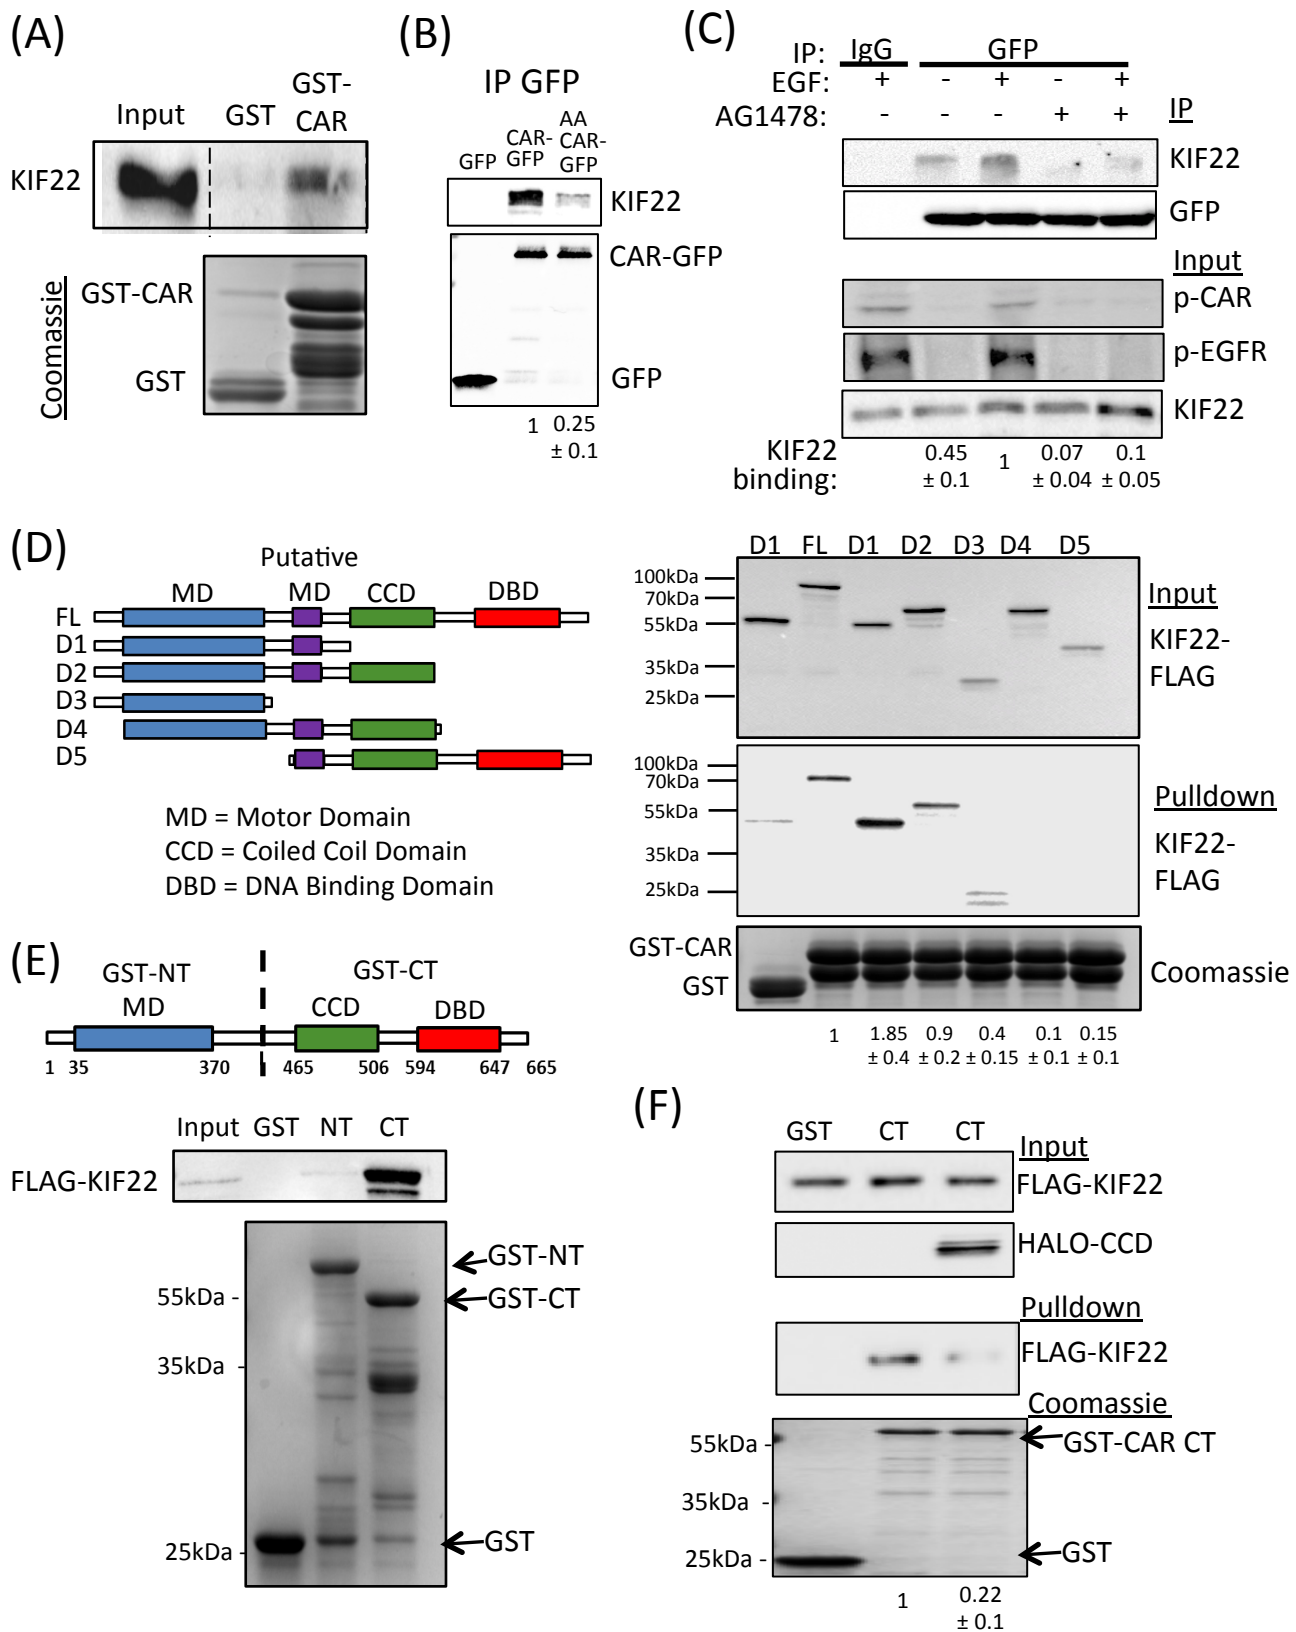 (A)
Input
GST
GST-
CAR
KIF22
Coomassie
GST-CAR
GST
(B)
IP GFP
GFP
CAR-
GFP
AA
CAR-
GFP
KIF22
CAR-GFP
GFP
1
0.25
± 0.1
(C)
IP: IgG GFP
EGF: + - + - +
AG1478: - - - + +
IP
KIF22
GFP
Input
p-CAR
p-EGFR
KIF22
KIF22
binding:
0.45
± 0.1
1
0.07
± 0.04
0.1
± 0.05
(D)
Putative
MD MD CCD DBD
FL
D1
D2
D3
D4
D5
MD = Motor Domain
CCD = Coiled Coil Domain
DBD = DNA Binding Domain
D1 FL D1 D2 D3 D4 D5
100kDa
70kDa
55kDa
35kDa
25kDa
Input
KIF22-
FLAG
100kDa
70kDa
55kDa
35kDa
25kDa
Pulldown
KIF22-
FLAG
GST-CAR
GST
Coomassie
1 1.85 0.9 0.4 0.1 0.15
± 0.4 ± 0.2 ± 0.15 ± 0.1 ± 0.1
(E)
GST-NT GST-CT
MD CCD DBD
1 35 370 465 506 594 647 665
Input GST NT CT
FLAG-KIF22
GST-NT
55kDa -
GST-CT
35kDa -
25kDa -
GST
(F)
GST CT CT
Input
FLAG-KIF22
HALO-CCD
Pulldown
FLAG-KIF22
Coomassie
55kDa -
GST-CAR CT
35kDa -
25kDa -
GST
1 0.22
± 0.1